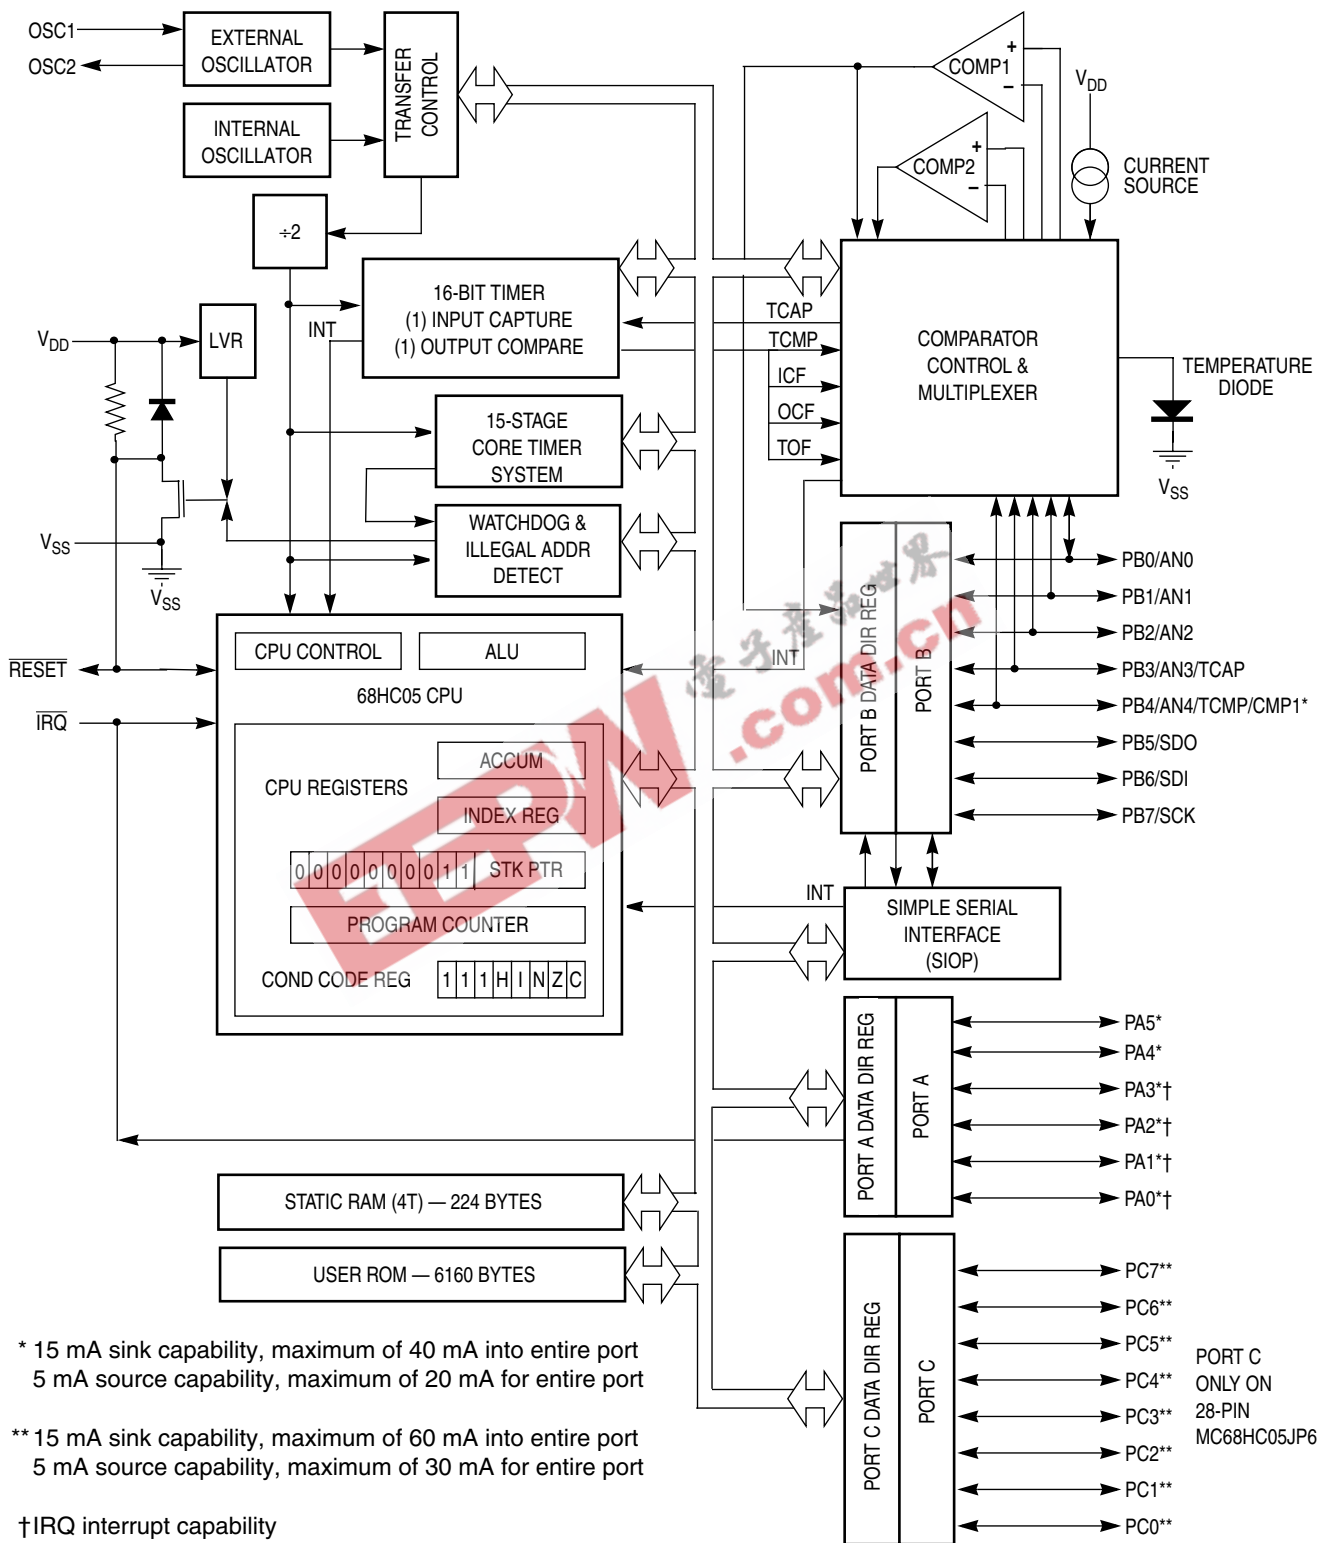 OSC1
OSC2
EXTERNAL
OSCILLATOR
INTERNAL
OSCILLATOR
TRANSFER
CONTROL
÷2
COMP1
+
−
COMP2
+
−
VDD
CURRENT
SOURCE
16-BIT TIMER
(1) INPUT CAPTURE
(1) OUTPUT COMPARE
INT
VDD
LVR
TCAP
TCMP
ICF
OCF
TOF
COMPARATOR
CONTROL &
MULTIPLEXER
TEMPERATURE
DIODE
VSS
15-STAGE
CORE TIMER
SYSTEM
WATCHDOG &
ILLEGAL ADDR
DETECT
VSS
VSS
RESET
IRQ
CPU CONTROL
ALU
68HC05 CPU
CPU REGISTERS
ACCUM
INDEX REG
0 0 0 0 0 0 0 0 1 1 STK PTR
PROGRAM COUNTER
COND CODE REG 1 1 1 H I N Z C
INT
PORT B DATA DIR REG
PORT B
PB0/AN0
PB1/AN1
PB2/AN2
PB3/AN3/TCAP
PB4/AN4/TCMP/CMP1*
PB5/SDO
PB6/SDI
PB7/SCK
INT
SIMPLE SERIAL
INTERFACE
(SIOP)
PORT A DATA DIR REG
PORT A
PA5*
PA4*
PA3*†
PA2*†
PA1*†
PA0*†
STATIC RAM (4T) — 224 BYTES
USER ROM — 6160 BYTES
PORT C DATA DIR REG
PORT C
PC7**
PC6**
PC5**
PC4**
PC3**
PC2**
PC1**
PC0**
PORT C
ONLY ON
28-PIN
MC68HC05JP6
* 15 mA sink capability, maximum of 40 mA into entire port
5 mA source capability, maximum of 20 mA for entire port
** 15 mA sink capability, maximum of 60 mA into entire port
5 mA source capability, maximum of 30 mA for entire port
†IRQ interrupt capability
EEPW
.com.cn
電子產品世界